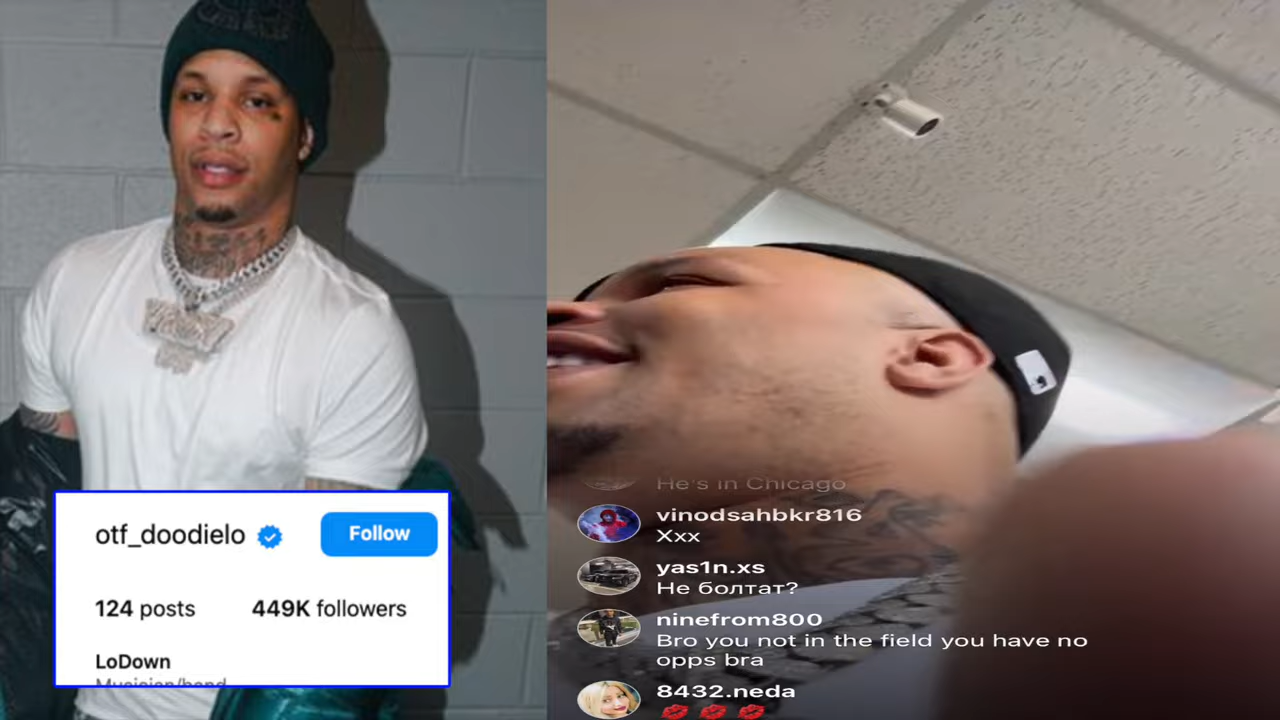 otf_doodielo
Follow
124 posts
449K followers
LoDown
Musician/band
He's in Chicago
vinodsahbkr816
Xxx
yas1n.xs
Не болтат?
ninefrom800
Bro you not in the field you have no
opps bra
8432.neda